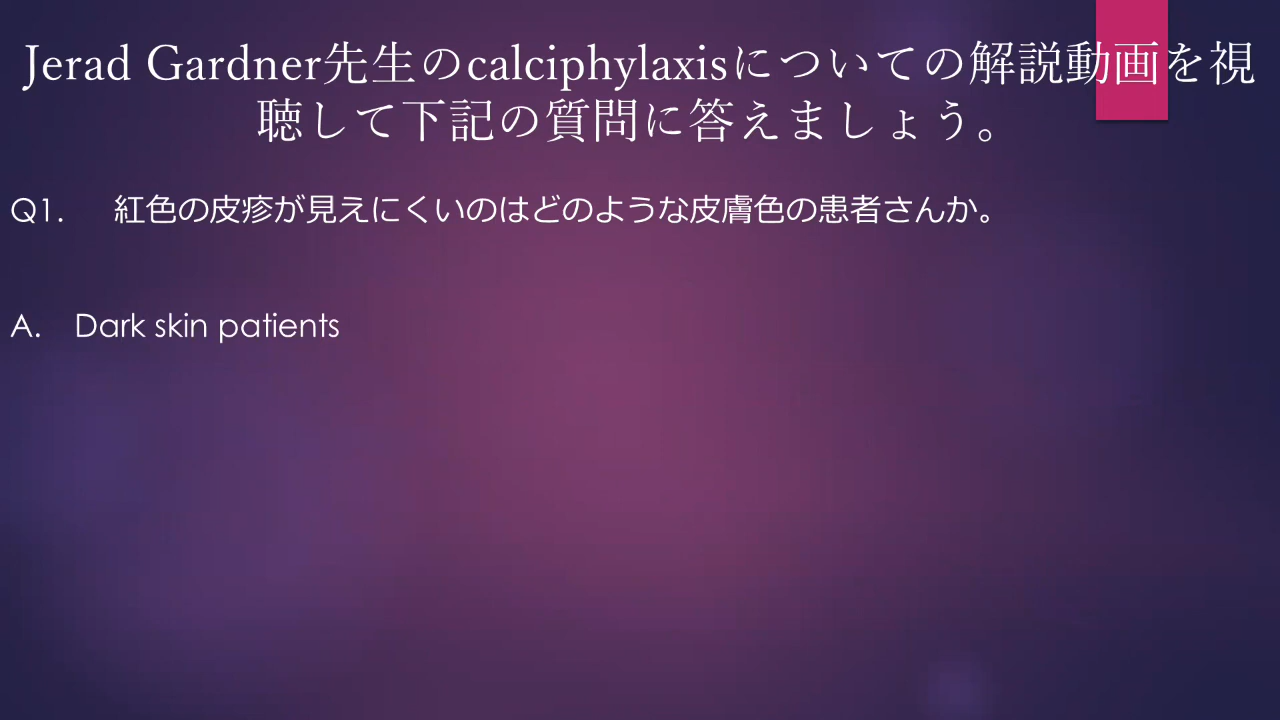 Jerad Gardner先生のcalciphylaxisについての解説動画を視
聴して下記の質問に答えましょう。
Q1. 紅色の皮疹が見えにくいのはどのような皮膚色の患者さんか。
A. Dark skin patients